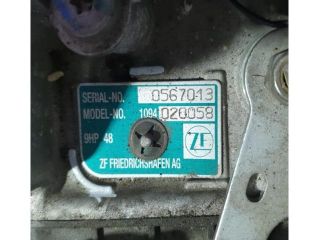 SERIAL-NO. 0567013
MODEL-NO. 1094 020058
9HP 48
ZF
ZF FRIEDRICHSHAFEN AG